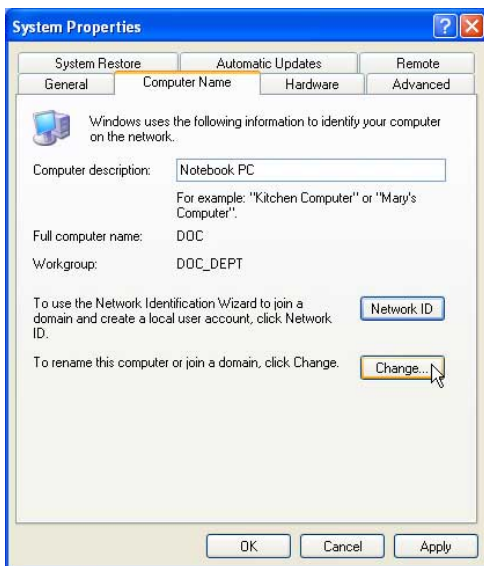 System Properties
System Restore
Automatic Updates
Remote
General
Computer Name
Hardware
Advanced
Windows uses the following information to identify your computer
on the network.
Computer description:
Notebook PC
For example: "Kitchen Computer" or "Mary's
Computer".
Full computer name:
DOC
Workgroup:
DOC_DEPT
To use the Network Identification Wizard to join a
domain and create a local user account, click Network
ID.
Network ID
To rename this computer or join a domain, click Change.
Change...
OK
Cancel
Apply